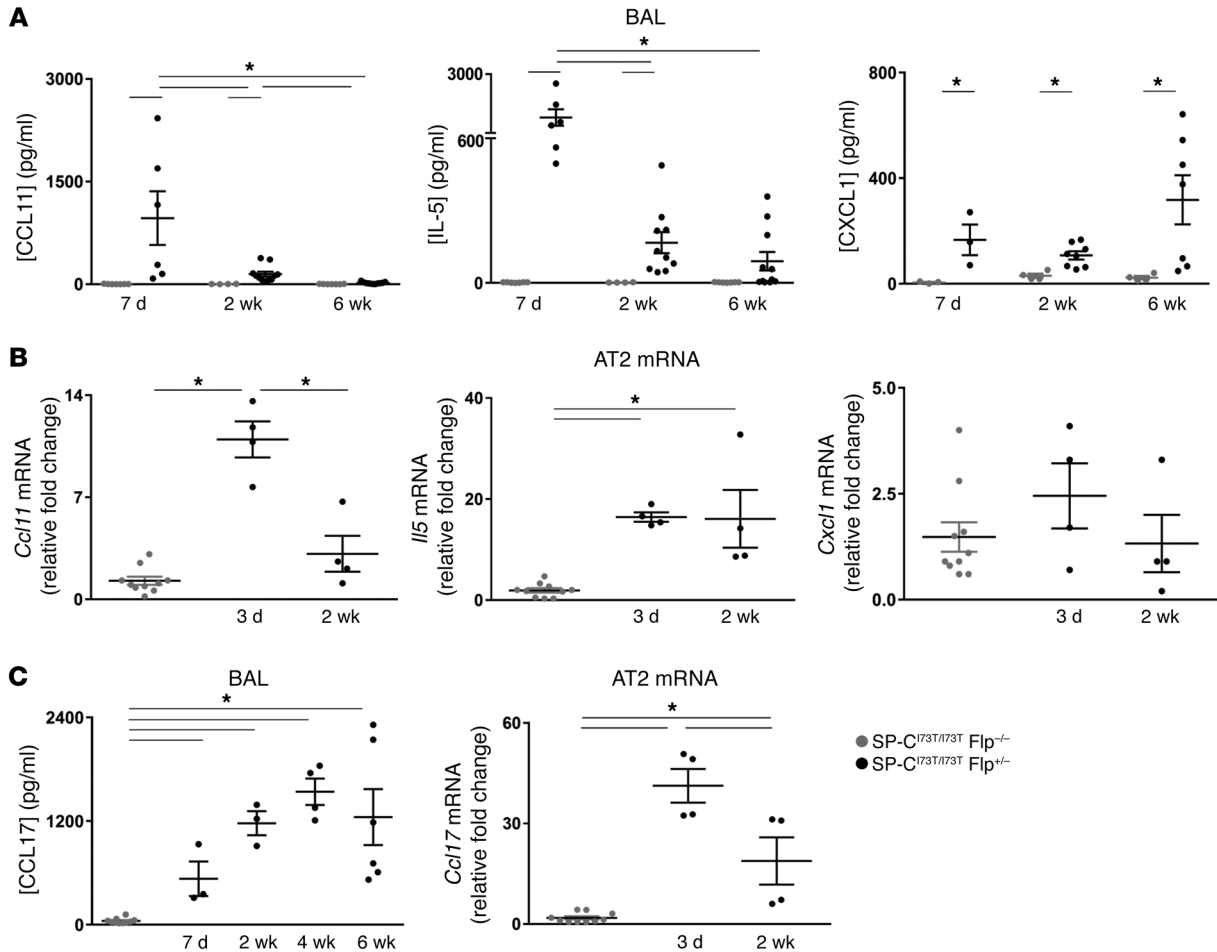 A
BAL
[CCL11] (pg/ml)
3000
1500
0
*
7 d 2 wk 6 wk
[IL-5] (pg/ml)
3000
600
0
*
7 d 2 wk 6 wk
[CXCL1] (pg/ml)
800
400
0
* * *
7 d 2 wk 6 wk
B
AT2 mRNA
Ccl11 mRNA
(relative fold change)
14
7
0
* *
3 d 2 wk
Il5 mRNA
(relative fold change)
40
20
0
*
3 d 2 wk
Cxcl1 mRNA
(relative fold change)
5.0
2.5
0.0
3 d 2 wk
C
BAL
[CCL17] (pg/ml)
2400
1200
0
*
7 d 2 wk 4 wk 6 wk
AT2 mRNA
Ccl17 mRNA
(relative fold change)
60
30
0
*
3 d 2 wk
SP-C^I73T/I73T Flp^–/–
SP-C^I73T/I73T Flp^+/–